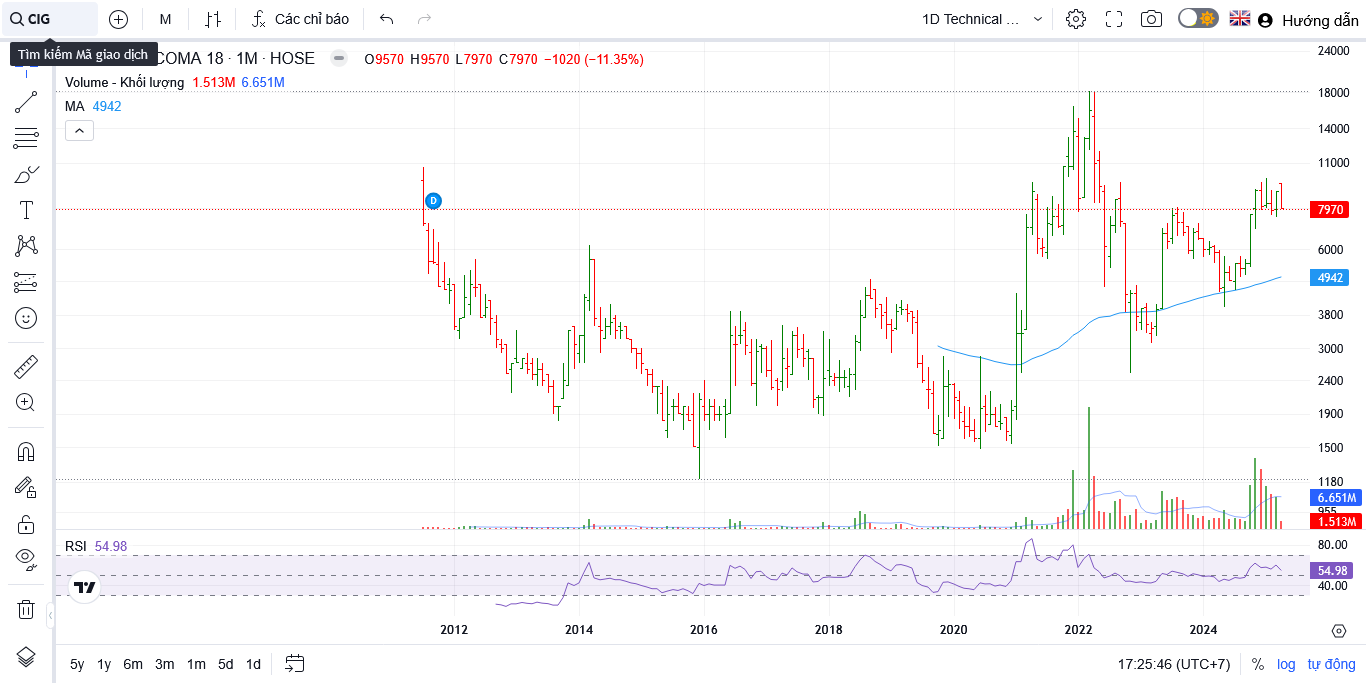 CIG M Các chỉ báo 1D Technical ... Hướng dẫn
Tìm kiếm Mã giao dịch
COMA 18 · 1M · HOSE O9570 H9570 L7970 C7970 −1020 (−11.35%)
Volume - Khối lượng 1.513M 6.651M
MA 4942
D
24000
18000
14000
11000
7970
6000
4942
3800
3000
2400
1900
1500
1180
6.651M
955
1.513M
RSI 54.98
80.00
54.98
40.00
2012 2014 2016 2018 2020 2022 2024
5y 1y 6m 3m 1m 5d 1d 17:25:46 (UTC+7) % log tự động